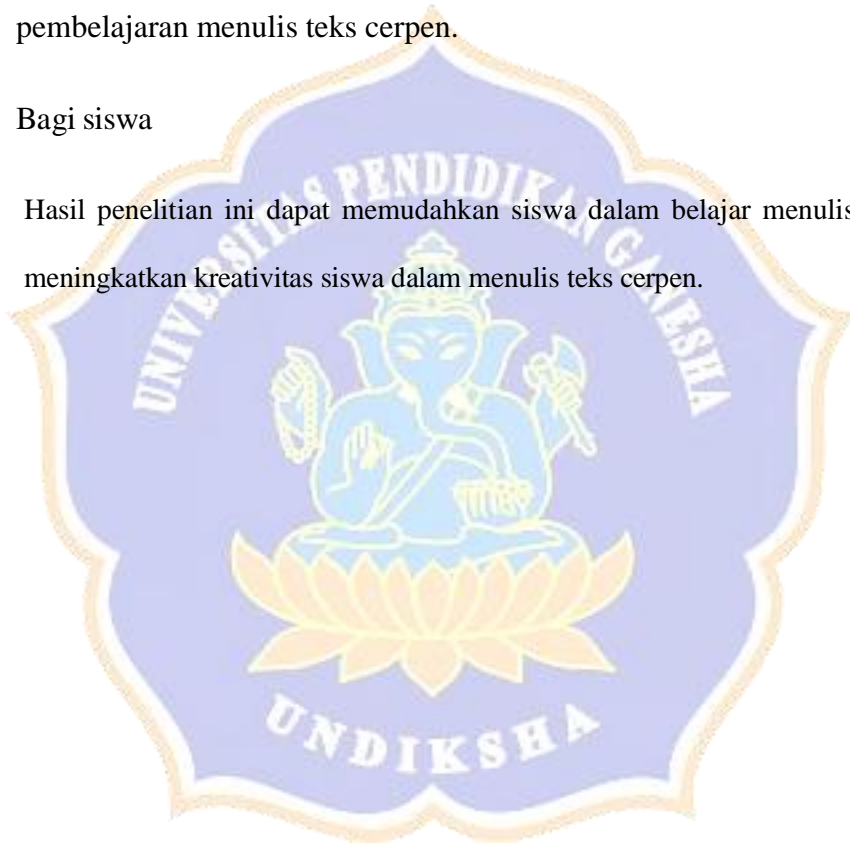 pembelajaran menulis teks cerpen.
Bagi siswa
Hasil penelitian ini dapat memudahkan siswa dalam belajar menulis
meningkatkan kreativitas siswa dalam menulis teks cerpen.
UNIVERSITAS PENDIDIKAN GANESHA
UNDIKSHA